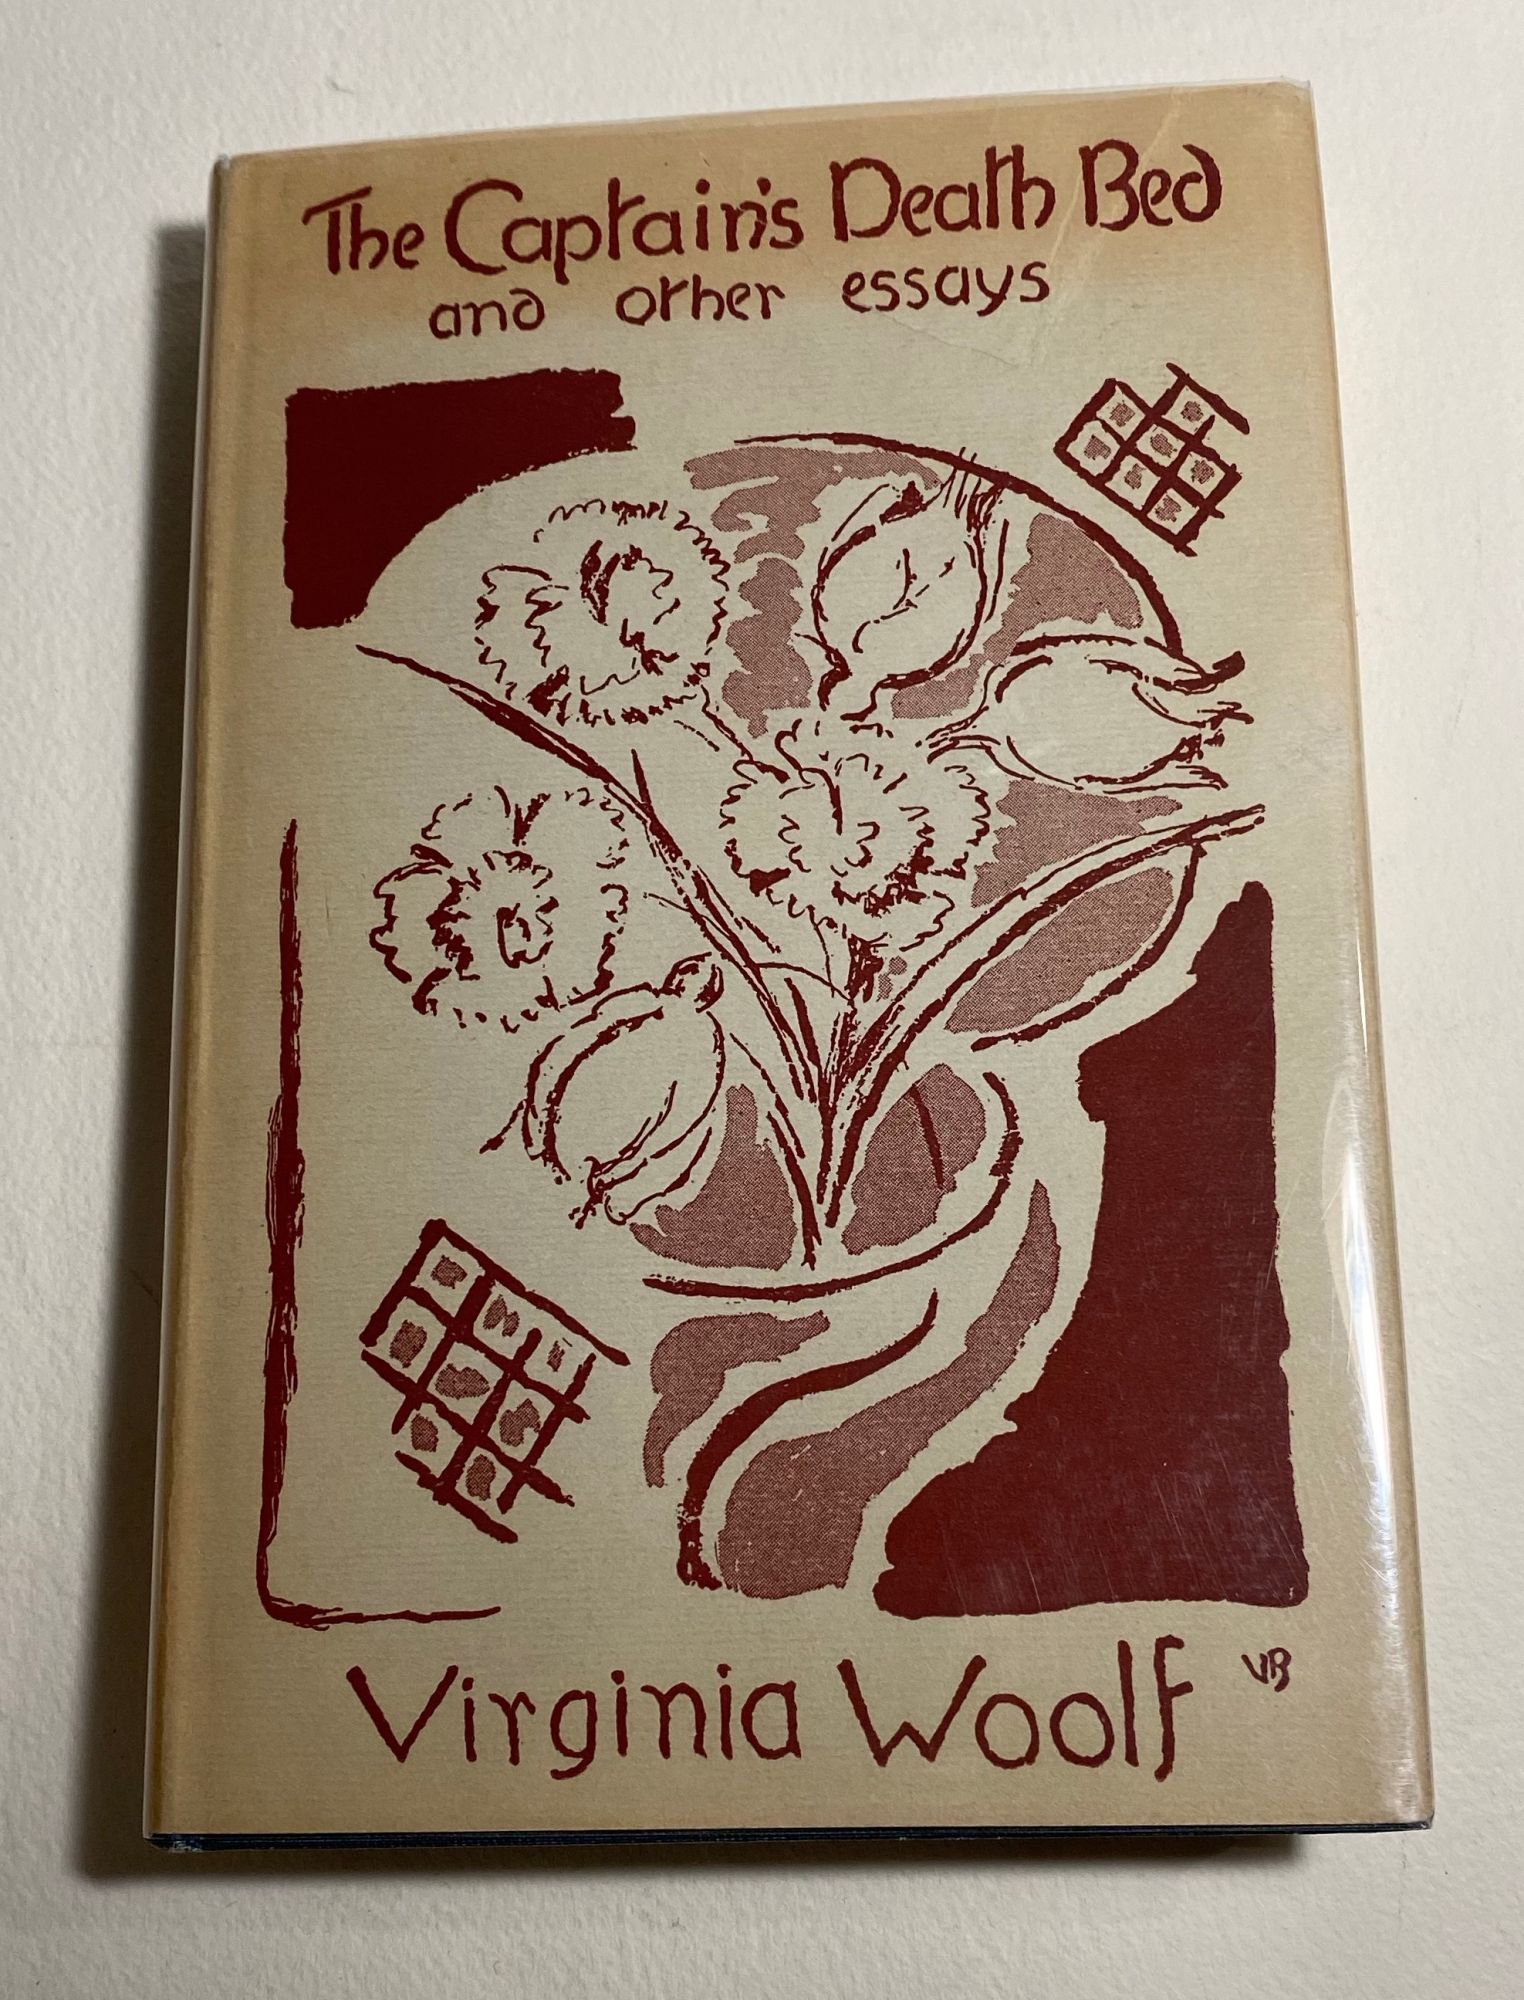 The Captain's Death Bed
and other essays
Virginia Woolf
VB